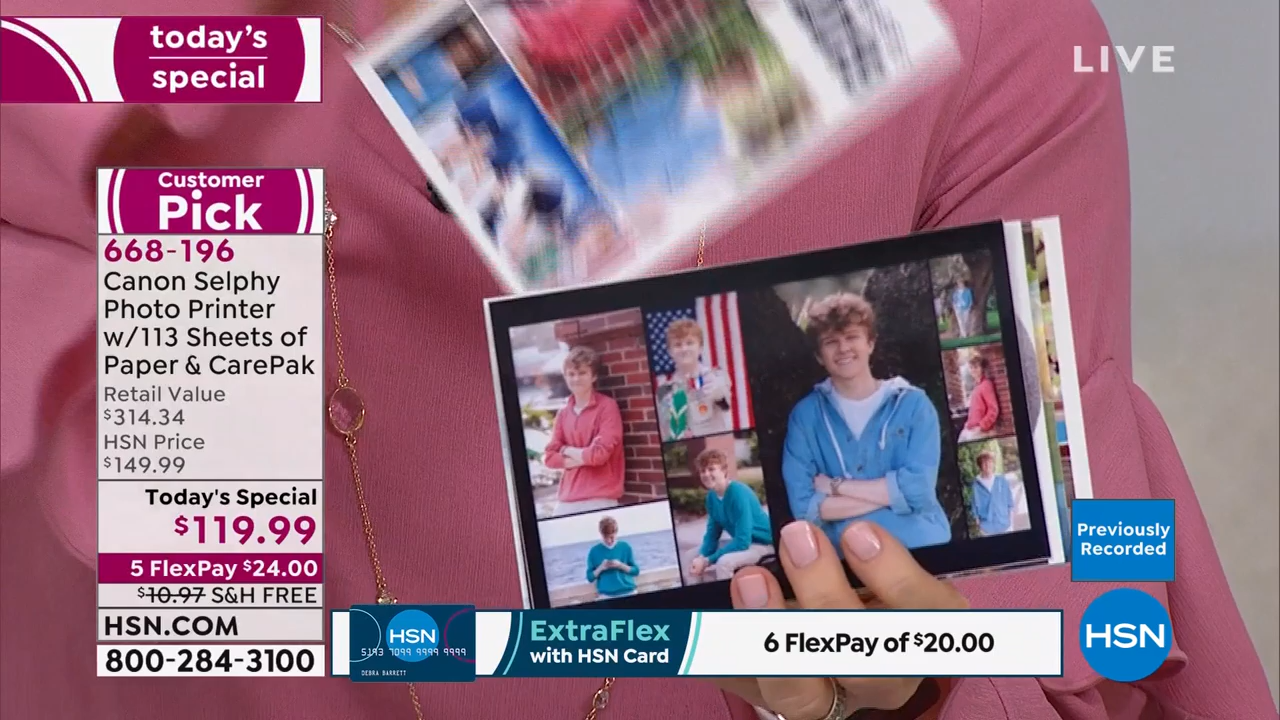 today's
special
LIVE
Customer
Pick
668-196
Canon Selphy
Photo Printer
w/113 Sheets of
Paper & CarePak
Retail Value
$314.34
HSN Price
$149.99
Today's Special
$119.99
5 FlexPay $24.00
$10.97 S&H FREE
HSN.COM
800-284-3100
HSN
5193 7099 9999 9999
DEBRA BARRETT
ExtraFlex
with HSN Card
6 FlexPay of $20.00
Previously
Recorded
HSN